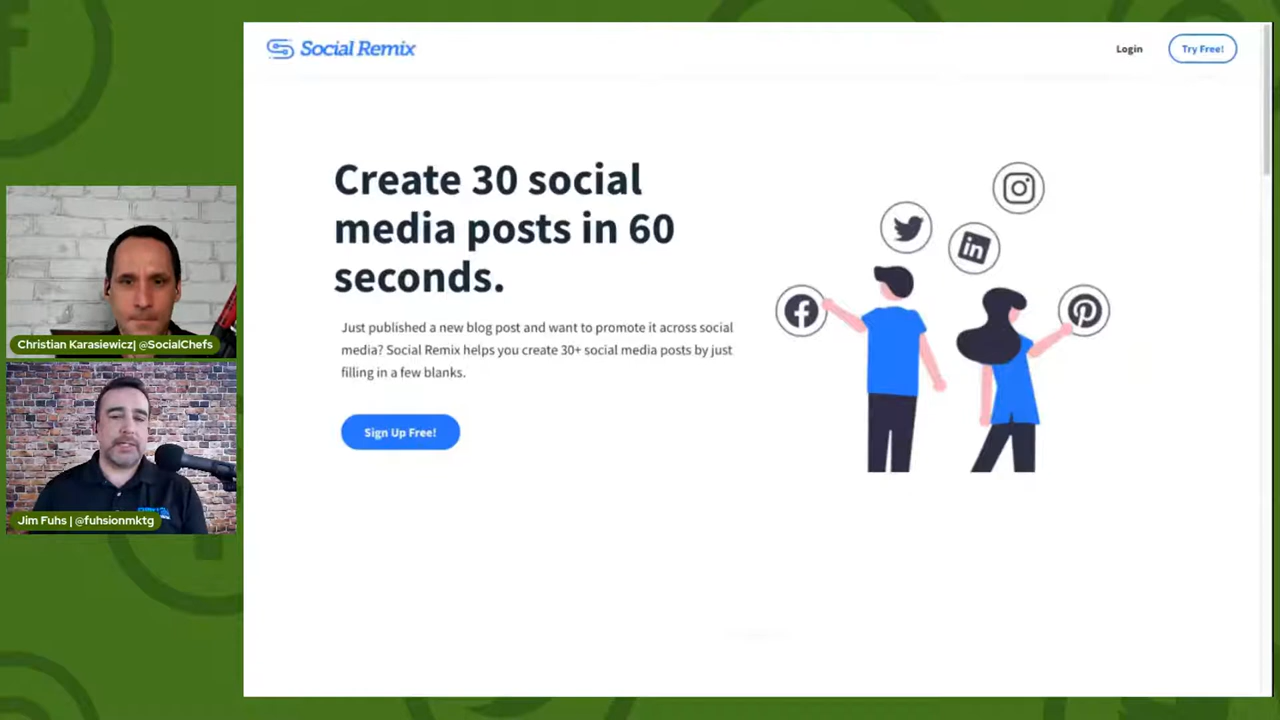 Social Remix
Login
Try Free!
Create 30 social
media posts in 60
seconds.
Just published a new blog post and want to promote it across social
media? Social Remix helps you create 30+ social media posts by just
filling in a few blanks.
Sign Up Free!
in
Christian Karasiewicz| @SocialChefs
Jim Fuhs | @fuhsionmktg